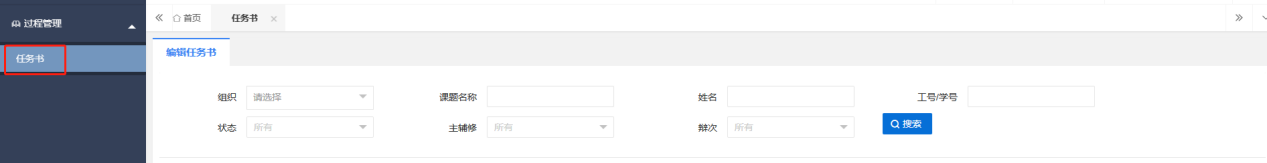 过程管理
首页 任务书
任务书
编辑任务书
组织 请选择 课题名称 姓名 工号/学号
状态 所有 主辅修 所有 辩次 所有 搜索